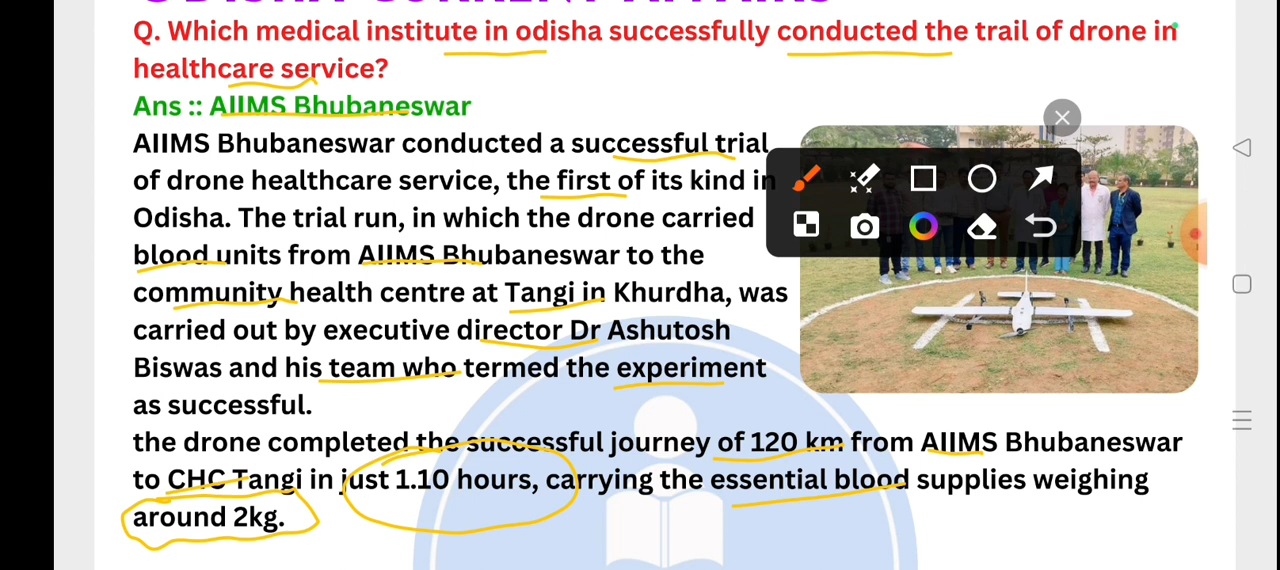 ODISHA CURRENT AFFAIRS
Q. Which medical institute in odisha successfully conducted the trail of drone in
healthcare service?
Ans :: AIIMS Bhubaneswar
AIIMS Bhubaneswar conducted a successful trial
of drone healthcare service, the first of its kind in
Odisha. The trial run, in which the drone carried
blood units from AIIMS Bhubaneswar to the
community health centre at Tangi in Khurdha, was
carried out by executive director Dr Ashutosh
Biswas and his team who termed the experiment
as successful.
the drone completed the successful journey of 120 km from AIIMS Bhubaneswar
to CHC Tangi in just 1.10 hours, carrying the essential blood supplies weighing
around 2kg.